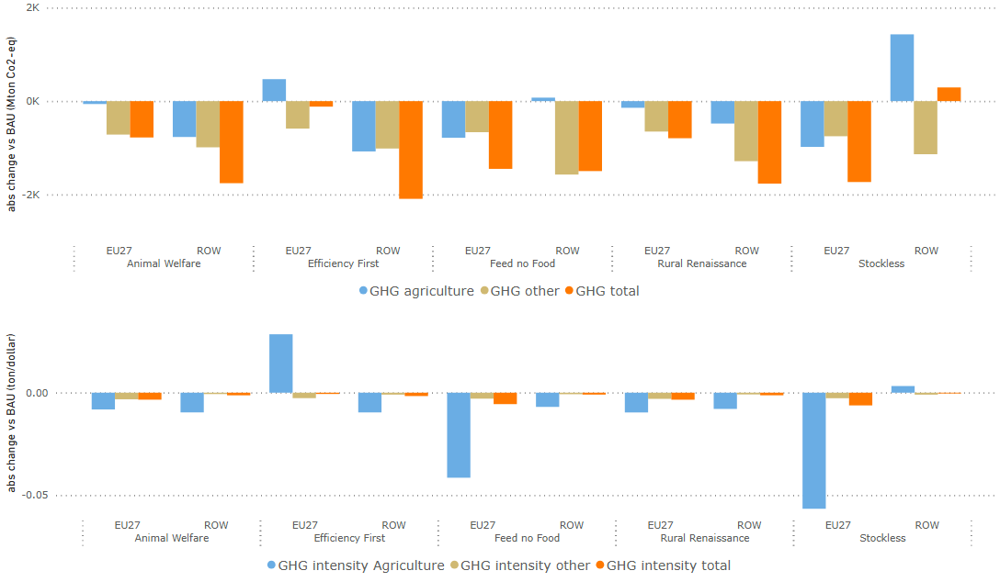 2K
abs change vs BAU (Mton Co2-eq)
0K
-2K
EU27 ROW EU27 ROW EU27 ROW EU27 ROW EU27 ROW
Animal Welfare Efficiency First Feed no Food Rural Renaissance Stockless
GHG agriculture GHG other GHG total
abs change vs BAU (ton/dollar)
0.00
-0.05
EU27 ROW EU27 ROW EU27 ROW EU27 ROW EU27 ROW
Animal Welfare Efficiency First Feed no Food Rural Renaissance Stockless
GHG intensity Agriculture GHG intensity other GHG intensity total